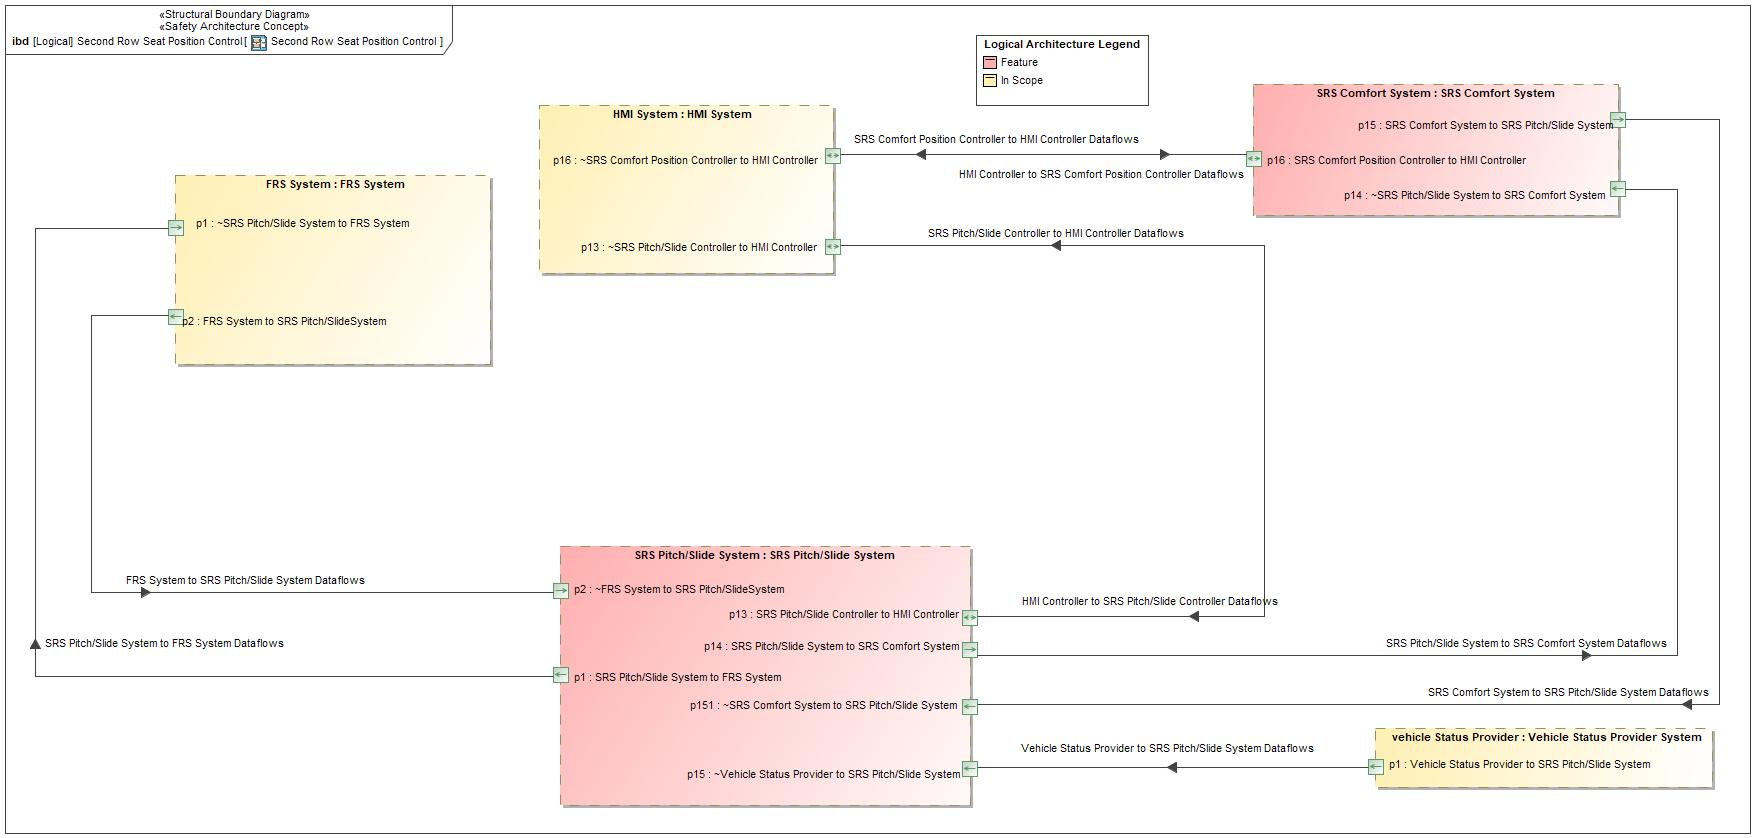 «Structural Boundary Diagram»
«Safety Architecture Concept»
ibd [Logical] Second Row Seat Position Control[ Second Row Seat Position Control ]
Logical Architecture Legend
Feature
In Scope
SRS Comfort System : SRS Comfort System
p15 : SRS Comfort System to SRS Pitch/Slide System
p16 : SRS Comfort Position Controller to HMI Controller
p14 : ~SRS Pitch/Slide System to SRS Comfort System
HMI System : HMI System
p16 : ~SRS Comfort Position Controller to HMI Controller
p13 : ~SRS Pitch/Slide Controller to HMI Controller
SRS Comfort Position Controller to HMI Controller Dataflows
HMI Controller to SRS Comfort Position Controller Dataflows
SRS Pitch/Slide Controller to HMI Controller Dataflows
FRS System : FRS System
p1 : ~SRS Pitch/Slide System to FRS System
p2 : FRS System to SRS Pitch/SlideSystem
SRS Pitch/Slide System : SRS Pitch/Slide System
FRS System to SRS Pitch/Slide System Dataflows
p2 : ~FRS System to SRS Pitch/SlideSystem
HMI Controller to SRS Pitch/Slide Controller Dataflows
p13 : SRS Pitch/Slide Controller to HMI Controller
SRS Pitch/Slide System to FRS System Dataflows
p14 : SRS Pitch/Slide System to SRS Comfort System
SRS Pitch/Slide System to SRS Comfort System Dataflows
p1 : SRS Pitch/Slide System to FRS System
SRS Comfort System to SRS Pitch/Slide System Dataflows
p151 : ~SRS Comfort System to SRS Pitch/Slide System
vehicle Status Provider : Vehicle Status Provider System
Vehicle Status Provider to SRS Pitch/Slide System Dataflows
p1 : Vehicle Status Provider to SRS Pitch/Slide System
p15 : ~Vehicle Status Provider to SRS Pitch/Slide System